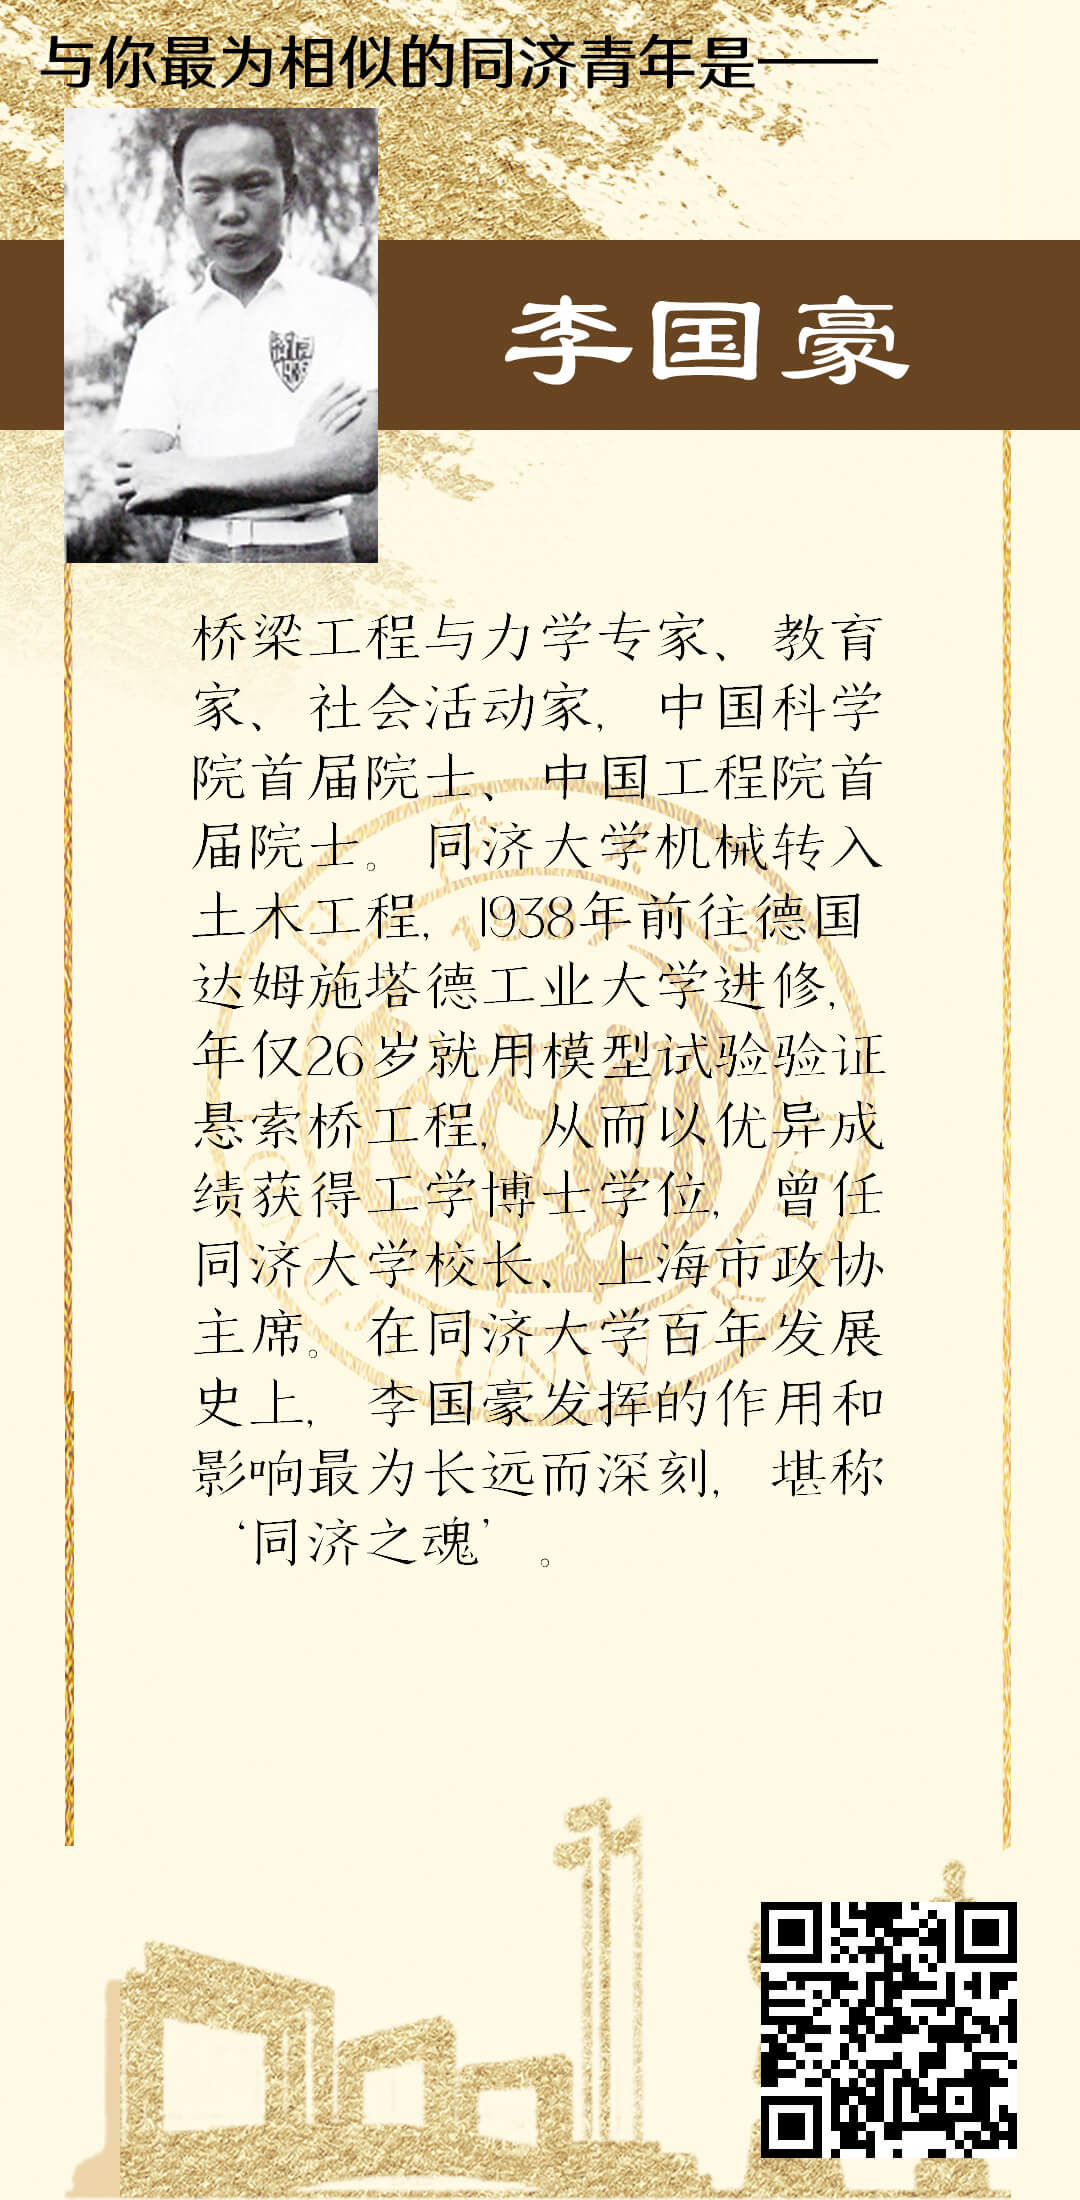 与你最为相似的同济青年是——
李国豪
桥梁工程与力学专家、教育
家、社会活动家，中国科学
院首届院士、中国工程院首
届院士。同济大学机械转入
土木工程，1938年前往德国
达姆施塔德工业大学进修，
年仅26岁就用模型试验验证
悬索桥工程，从而以优异成
绩获得工学博士学位，曾任
同济大学校长、上海市政协
主席。在同济大学百年发展
史上，李国豪发挥的作用和
影响最为长远而深刻，堪称
‘同济之魂’。